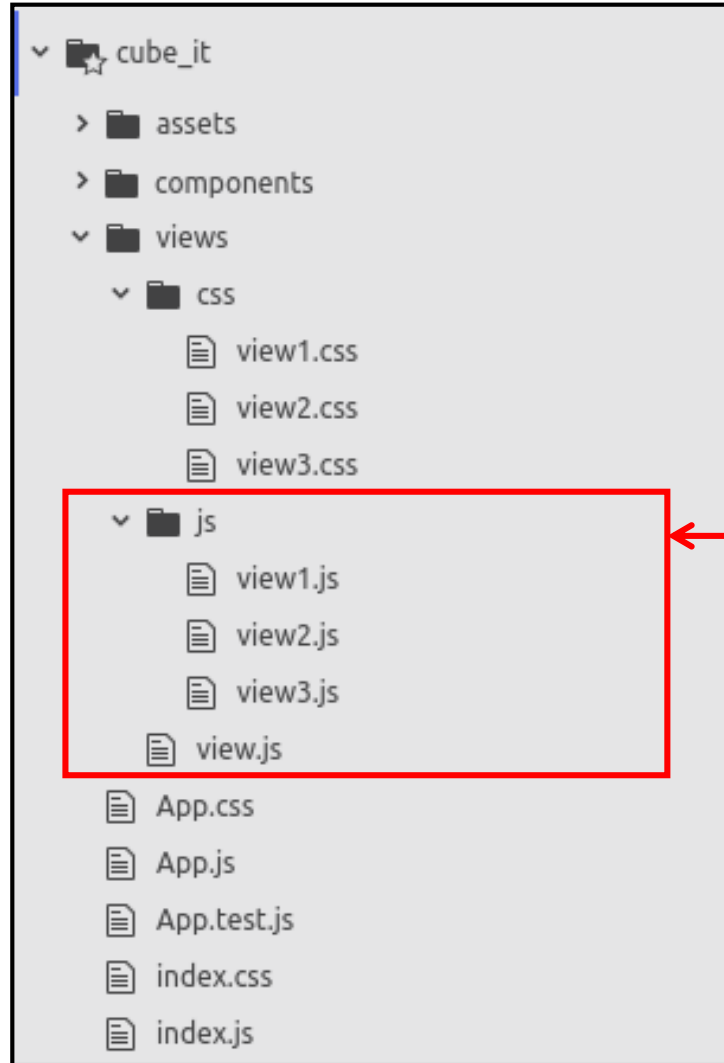 cube_it
assets
components
views
css
view1.css
view2.css
view3.css
js
view1.js
view2.js
view3.js
view.js
App.css
App.js
App.test.js
index.css
index.js